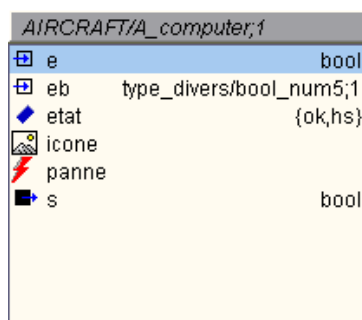 AIRCRAFT/A_computer;1
e bool
eb type_divers/bool_num5;1
etat {ok,hs}
icone
panne
s bool